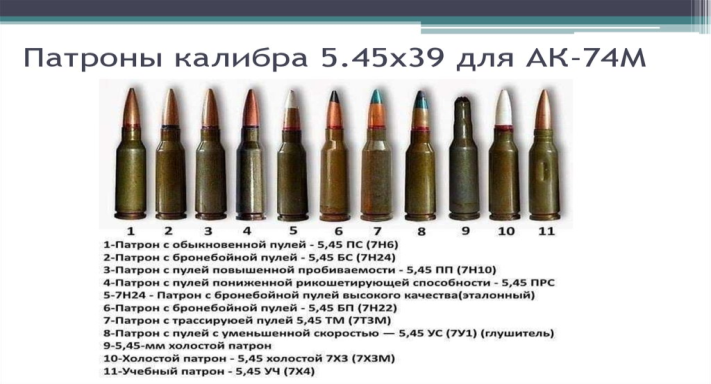 Патроны калибра 5.45х39 для АК-74М
1 2 3 4 5 6 7 8 9 10 11
1-Патрон с обыкновенной пулей - 5,45 ПС (7Н6)
2-Патрон с бронебойной пулей - 5,45 БС (7Н24)
3-Патрон с пулей повышенной пробиваемости - 5,45 ПП (7Н10)
4-Патрон с пулей пониженной рикошетирующей способности - 5,45 ПРС
5-7Н24 - Патрон с бронебойной пулей высокого качества(эталонный)
6-Патрон с бронебойной пулей - 5,45 БП (7Н22)
7-Патрон с трассируюей пулей 5,45 ТМ (7Т3М)
8-Патрон с пулей с уменьшенной скоростью — 5,45 УС (7У1) (глушитель)
9-5,45-мм холостой патрон
10-Холостой патрон - 5,45 холостой 7Х3 (7Х3М)
11-Учебный патрон - 5,45 УЧ (7Х4)